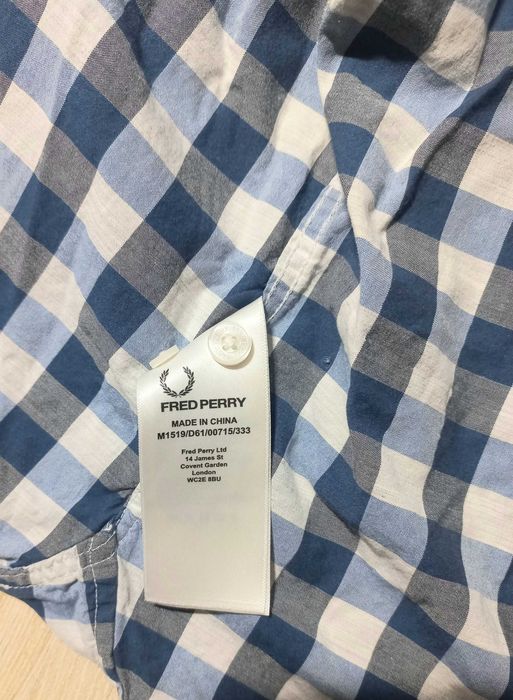 FRED PERRY
MADE IN CHINA
M1519/D61/00715/333
Fred Perry Ltd
14 James St
Covent Garden
London
WC2E 8BU